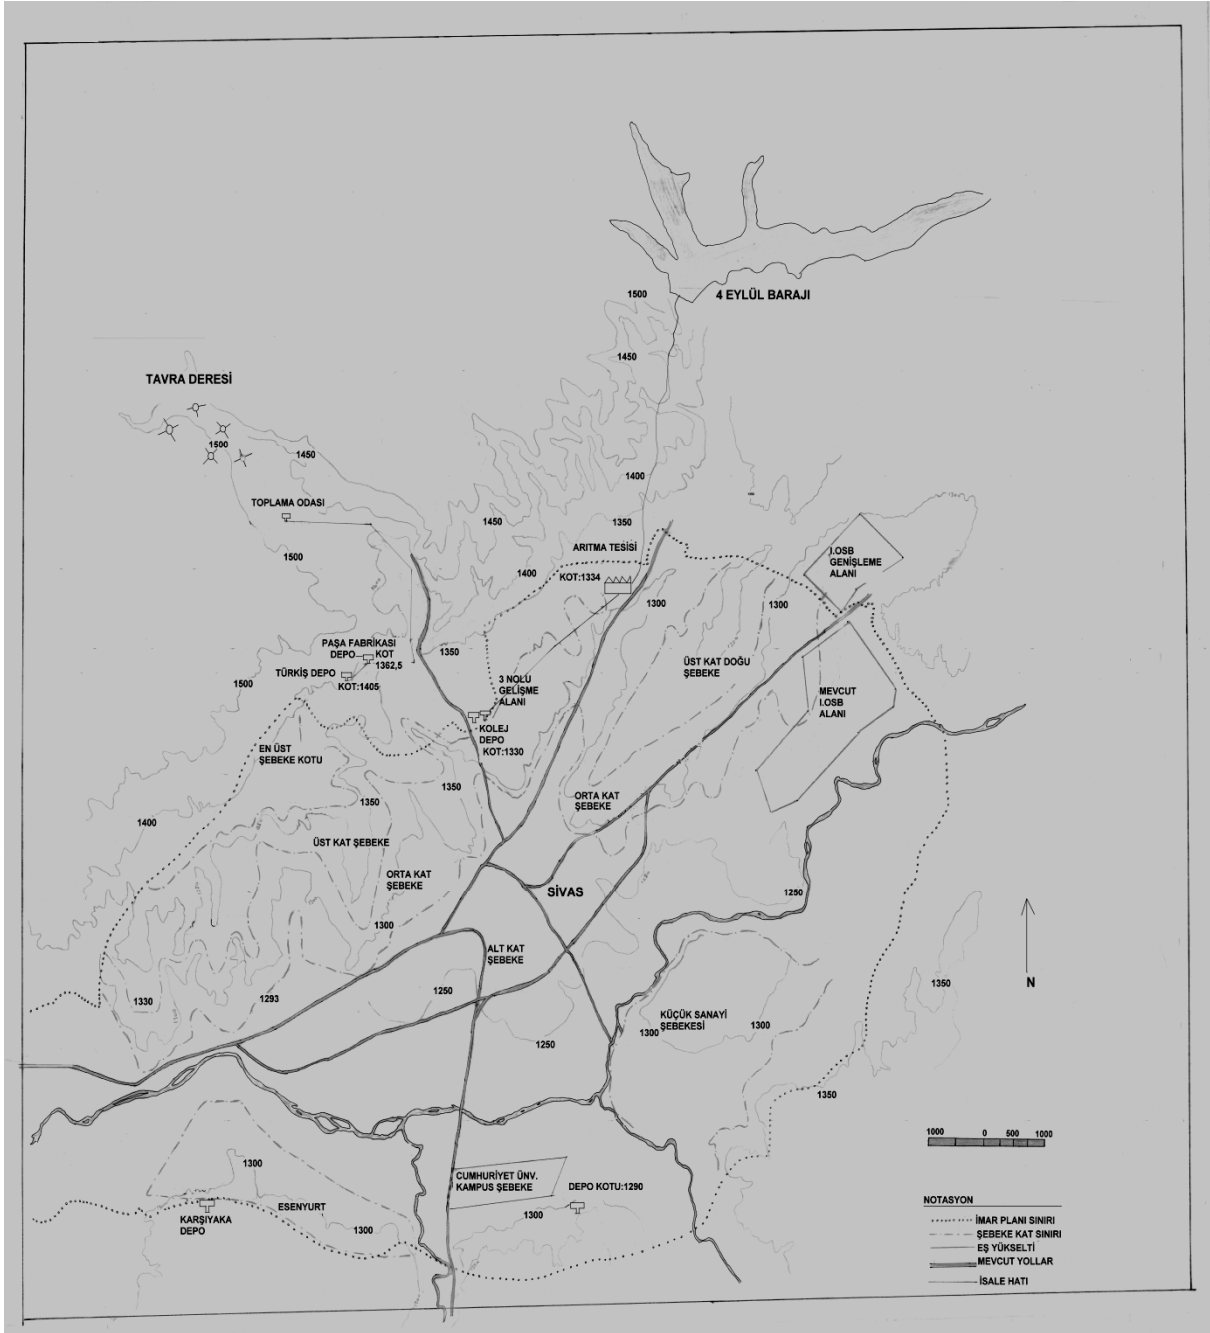 1500
4 EYLÜL BARAJI
1450
TAVRA DERESİ
1500
1450
1400
TOPLAMA ODASI
1450
1350
1500
ARITMA TESİSİ
1400
KOT:1334
I.OSB
GENİŞLEME
ALANI
1300
1300
PAŞA FABRİKASI
DEPO
KOT
1362,5
1350
TÜRKİŞ DEPO
KOT:1405
1500
3 NOLU
GELİŞME
ALANI
ÜST KAT DOĞU
ŞEBEKE
MEVCUT
I.OSB
ALANI
KOLEJ
DEPO
KOT:1330
EN ÜST
ŞEBEKE KOTU
1350
1350
ORTA KAT
ŞEBEKE
1400
ÜST KAT ŞEBEKE
ORTA KAT
ŞEBEKE
SİVAS
1250
1300
ALT KAT
ŞEBEKE
1330
1293
1250
1350
N
KÜÇÜK SANAYİ
ŞEBEKESİ
1300
1300
1250
1350
1000
0
500
1000
1300
CUMHURİYET ÜNV.
KAMPUS ŞEBEKE
DEPO KOTU:1290
1300
KARŞIYAKA
DEPO
ESENYURT
1300
NOTASYON
İMAR PLANI SINIRI
ŞEBEKE KAT SINIRI
EŞ YÜKSELTİ
MEVCUT YOLLAR
İSALE HATI